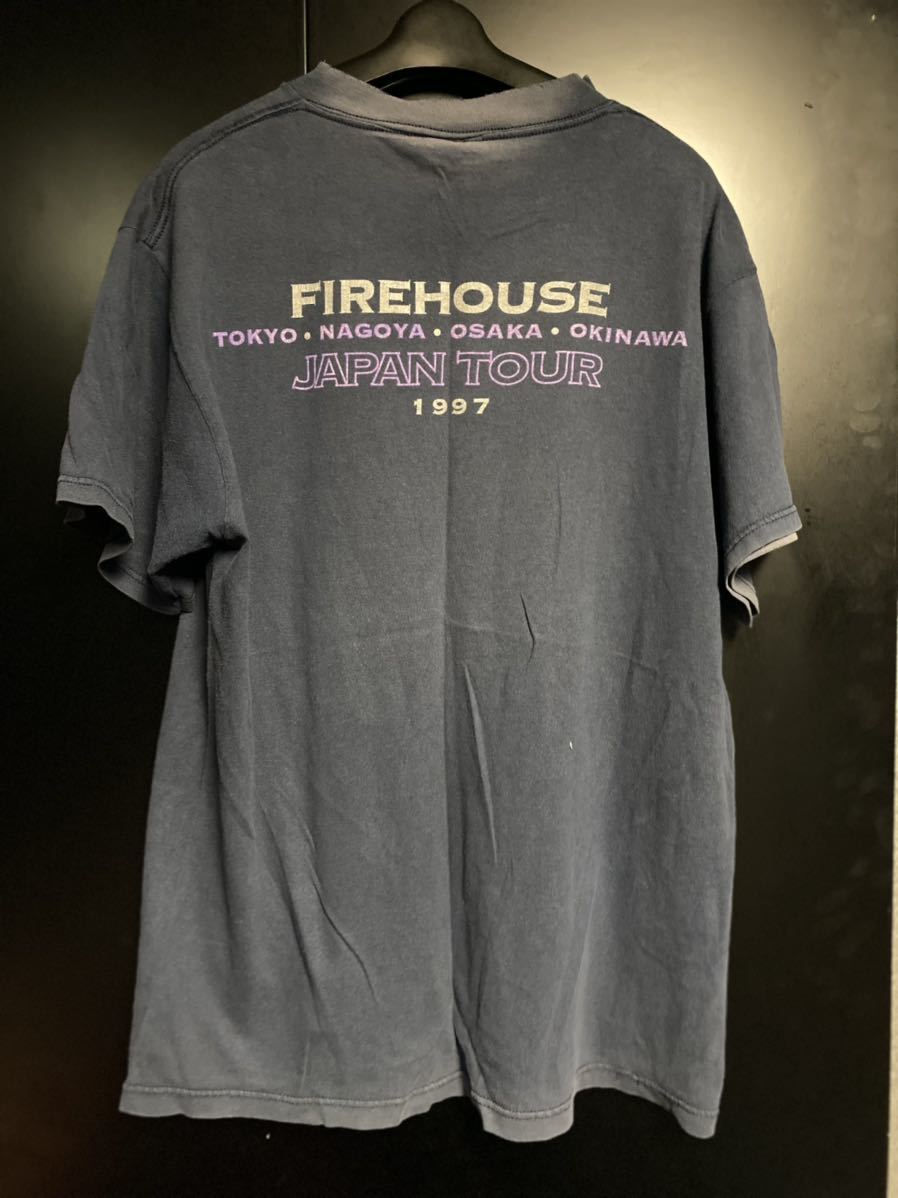 FIREHOUSE
TOKYO • NAGOYA • OSAKA • OKINAWA
JAPAN TOUR
1997